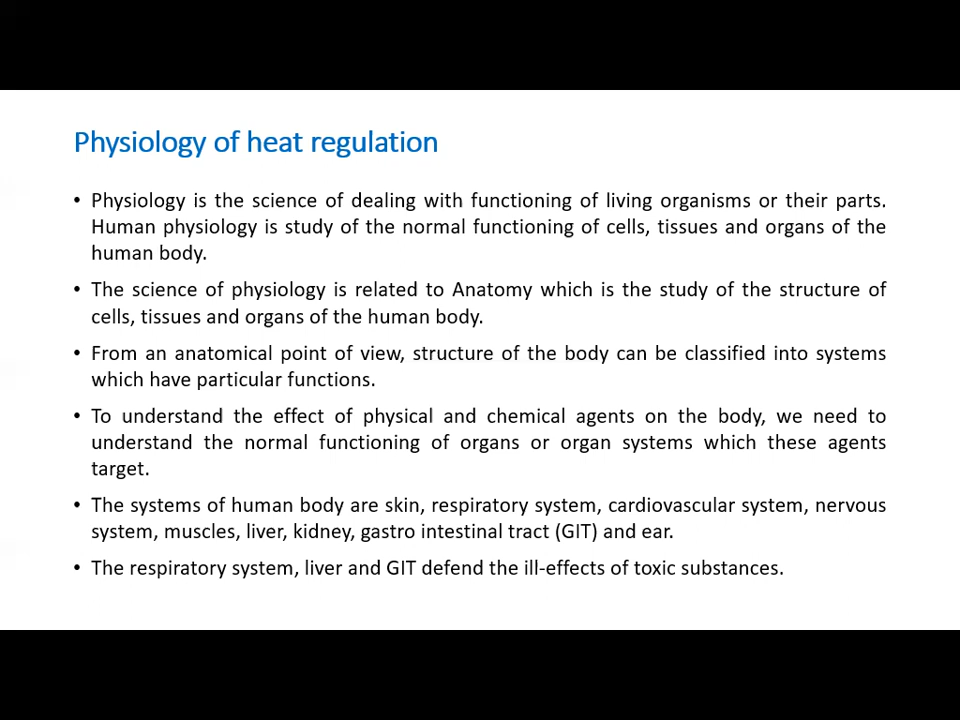 Physiology of heat regulation
• Physiology is the science of dealing with functioning of living organisms or their parts.
Human physiology is study of the normal functioning of cells, tissues and organs of the
human body.
• The science of physiology is related to Anatomy which is the study of the structure of
cells, tissues and organs of the human body.
• From an anatomical point of view, structure of the body can be classified into systems
which have particular functions.
• To understand the effect of physical and chemical agents on the body, we need to
understand the normal functioning of organs or organ systems which these agents
target.
• The systems of human body are skin, respiratory system, cardiovascular system, nervous
system, muscles, liver, kidney, gastro intestinal tract (GIT) and ear.
• The respiratory system, liver and GIT defend the ill-effects of toxic substances.